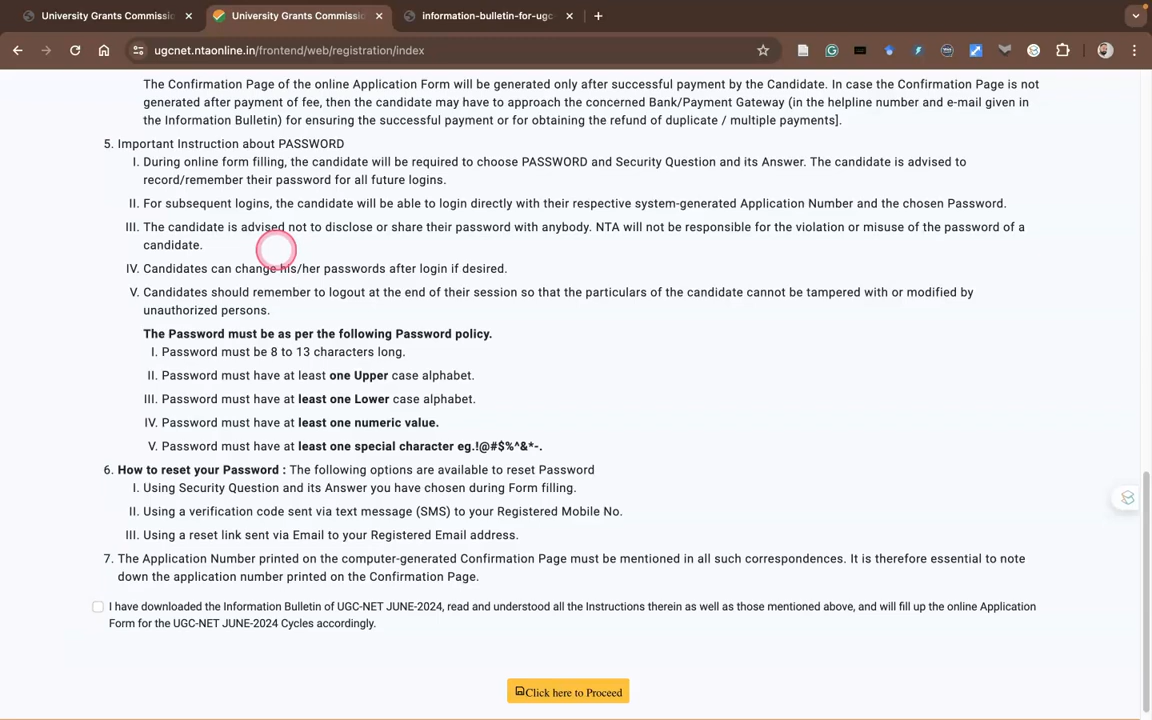 University Grants Commissio
University Grants Commissio
information-bulletin-for-ugc-
ugcnet.ntaonline.in/frontend/web/registration/index
The Confirmation Page of the online Application Form will be generated only after successful payment by the Candidate. In case the Confirmation Page is not
generated after payment of fee, then the candidate may have to approach the concerned Bank/Payment Gateway (in the helpline number and e-mail given in
the Information Bulletin) for ensuring the successful payment or for obtaining the refund of duplicate / multiple payments].
5. Important Instruction about PASSWORD
I. During online form filling, the candidate will be required to choose PASSWORD and Security Question and its Answer. The candidate is advised to
record/remember their password for all future logins.
II. For subsequent logins, the candidate will be able to login directly with their respective system-generated Application Number and the chosen Password.
III. The candidate is advised not to disclose or share their password with anybody. NTA will not be responsible for the violation or misuse of the password of a
candidate.
IV. Candidates can change his/her passwords after login if desired.
V. Candidates should remember to logout at the end of their session so that the particulars of the candidate cannot be tampered with or modified by
unauthorized persons.
The Password must be as per the following Password policy.
I. Password must be 8 to 13 characters long.
II. Password must have at least one Upper case alphabet.
III. Password must have at least one Lower case alphabet.
IV. Password must have at least one numeric value.
V. Password must have at least one special character eg.!@#$%^&*-.
6. How to reset your Password : The following options are available to reset Password
I. Using Security Question and its Answer you have chosen during Form filling.
II. Using a verification code sent via text message (SMS) to your Registered Mobile No.
III. Using a reset link sent via Email to your Registered Email address.
7. The Application Number printed on the computer-generated Confirmation Page must be mentioned in all such correspondences. It is therefore essential to note
down the application number printed on the Confirmation Page.
I have downloaded the Information Bulletin of UGC-NET JUNE-2024, read and understood all the Instructions therein as well as those mentioned above, and will fill up the online Application
Form for the UGC-NET JUNE-2024 Cycles accordingly.
Click here to Proceed